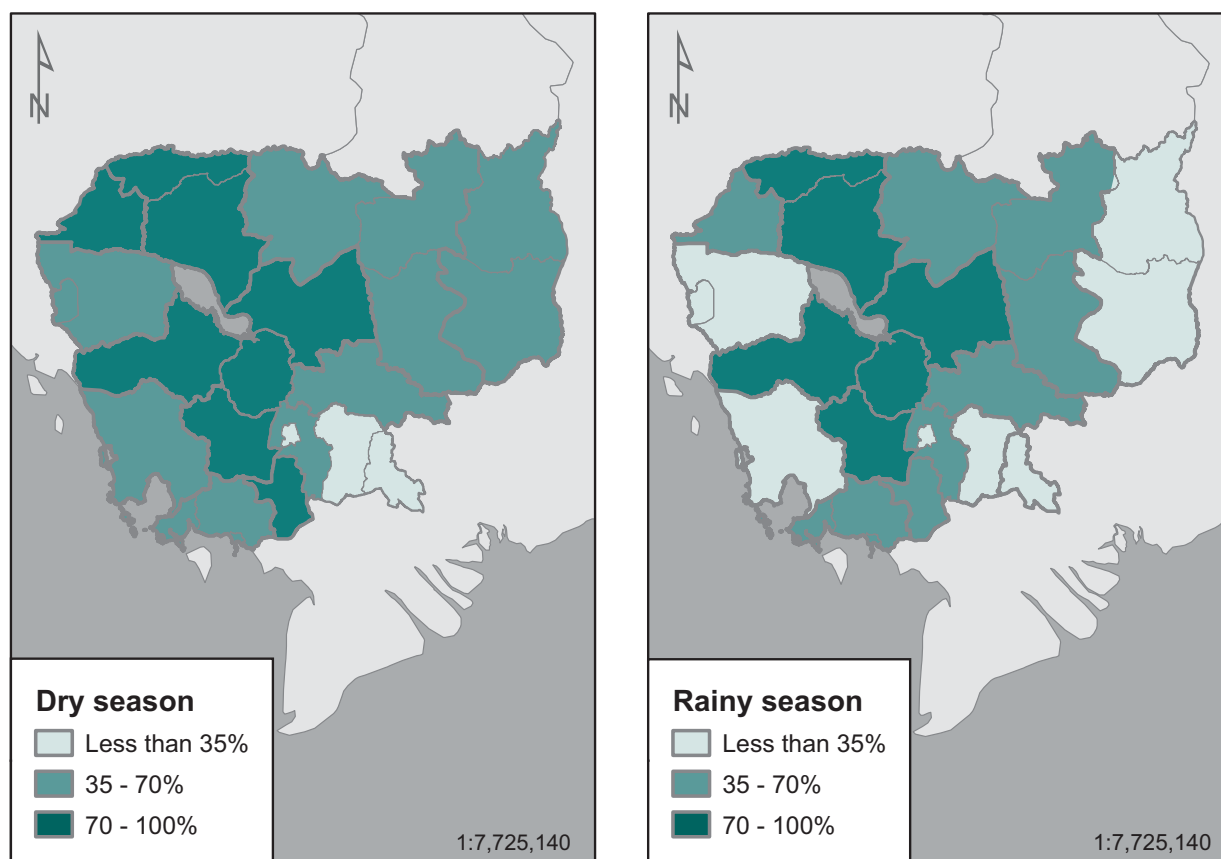 N
Dry season
Less than 35%
35 - 70%
70 - 100%
1:7,725,140
N
Rainy season
Less than 35%
35 - 70%
70 - 100%
1:7,725,140